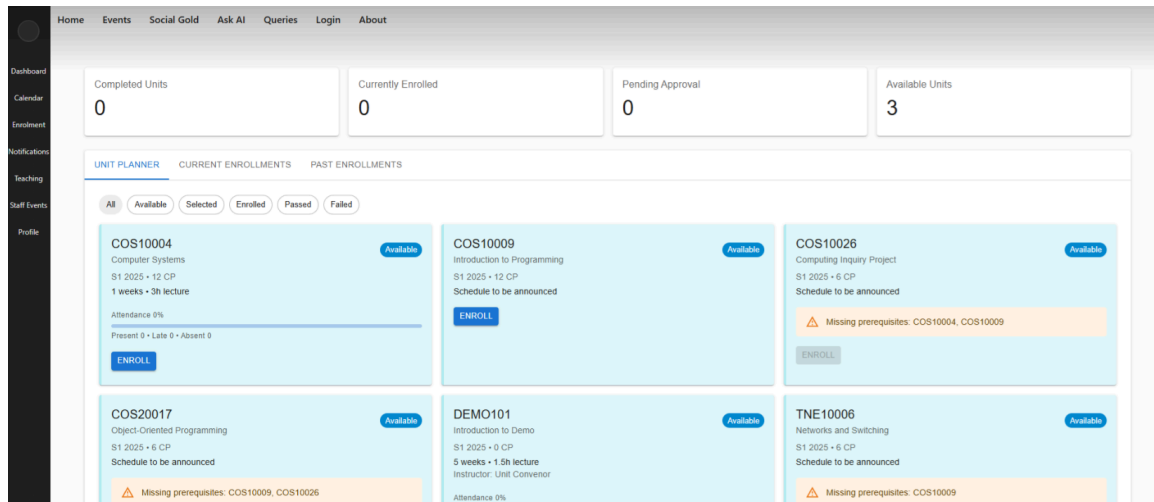 Home Events Social Gold Ask AI Queries Login About
Dashboard
Calendar
Enrolment
Notifications
Teaching
Staff Events
Profile
Completed Units
0
Currently Enrolled
0
Pending Approval
0
Available Units
3
UNIT PLANNER CURRENT ENROLLMENTS PAST ENROLLMENTS
All Available Selected Enrolled Passed Failed
COS10004
Available
Computer Systems
S1 2025 • 12 CP
1 weeks • 3h lecture
Attendance 0%
Present 0 • Late 0 • Absent 0
ENROLL
COS10009
Available
Introduction to Programming
S1 2025 • 12 CP
Schedule to be announced
ENROLL
COS10026
Available
Computing Inquiry Project
S1 2025 • 6 CP
Schedule to be announced
Missing prerequisites: COS10004, COS10009
ENROLL
COS20017
Available
Object-Oriented Programming
S1 2025 • 6 CP
Schedule to be announced
Missing prerequisites: COS10009, COS10026
DEMO101
Available
Introduction to Demo
S1 2025 • 0 CP
5 weeks • 1.5h lecture
Instructor: Unit Convenor
Attendance 0%
TNE10006
Available
Networks and Switching
S1 2025 • 6 CP
Schedule to be announced
Missing prerequisites: COS10009